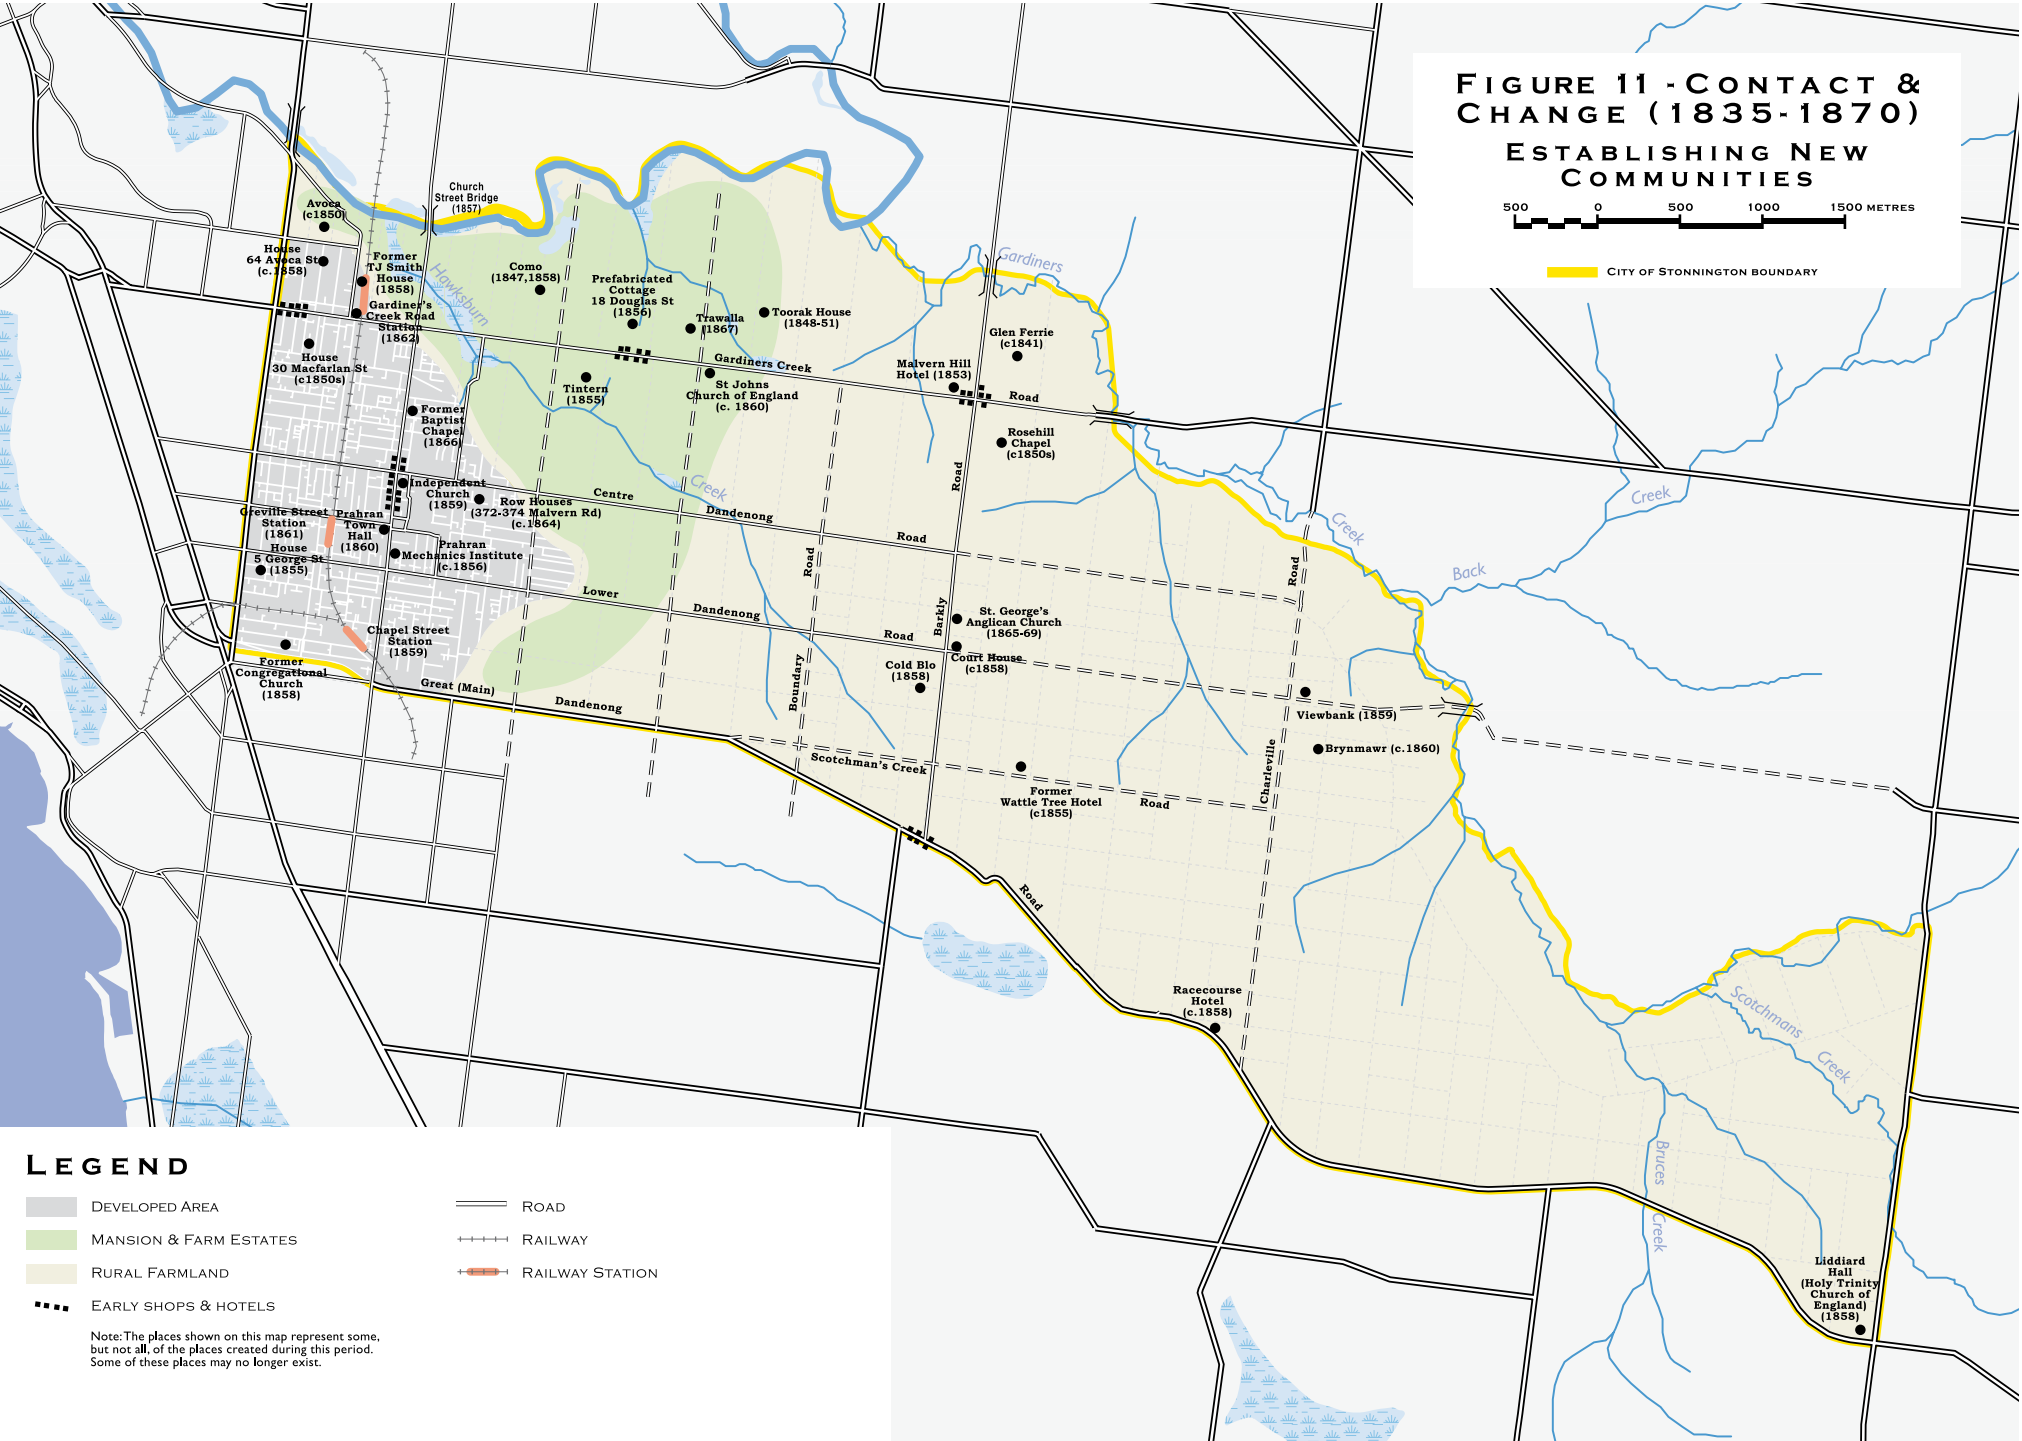 FIGURE 11 - CONTACT &
CHANGE (1835-1870)
ESTABLISHING NEW
COMMUNITIES
500 0 500 1000 1500 METRES
CITY OF STONNINGTON BOUNDARY
Church
Street Bridge
(1857)
Avoca
(c1850)
House
64 Avoca St
(c.1858)
Former
TJ Smith
House
(1858)
Gardiner's
Creek Road
Station
(1862)
House
30 Macfarlan St
(c1850s)
Hawksburn
Como
(1847,1858)
Prefabricated
Cottage
18 Douglas St
(1856)
Trawalla
(1867)
Toorak House
(1848-51)
Gardiners
Glen Ferrie
(c1841)
Malvern Hill
Hotel (1853)
Gardiners Creek
Road
Tintern
(1855)
St Johns
Church of England
(c. 1860)
Former
Baptist
Chapel
(1866)
Rosehill
Chapel
(c1850s)
Road
Independent
Church
(1859)
Row Houses
(372-374 Malvern Rd)
(c.1864)
Creek
Centre
Dandenong
Road
Greville Street
Station
(1861)
Prahran
Town
Hall
(1860)
House
5 George St
(1855)
Prahran
Mechanics Institute
(c.1856)
Road
Road
Creek
Creek
Back
Lower
Dandenong
Road
Barkly
St. George's
Anglican Church
(1865-69)
Court House
(c1858)
Cold Blo
(1858)
Chapel Street
Station
(1859)
Former
Congregational
Church
(1858)
Great (Main)
Dandenong
Boundary
Viewbank (1859)
Brynmawr (c.1860)
Charleville
Scotchman's Creek
Road
Former
Wattle Tree Hotel
(c1855)
Road
Racecourse
Hotel
(c.1858)
Scotchmans
Creek
Bruces
Creek
Liddiard
Hall
(Holy Trinity
Church of
England)
(1858)
LEGEND
DEVELOPED AREA
MANSION & FARM ESTATES
RURAL FARMLAND
EARLY SHOPS & HOTELS
ROAD
RAILWAY
RAILWAY STATION
Note: The places shown on this map represent some,
but not all, of the places created during this period.
Some of these places may no longer exist.